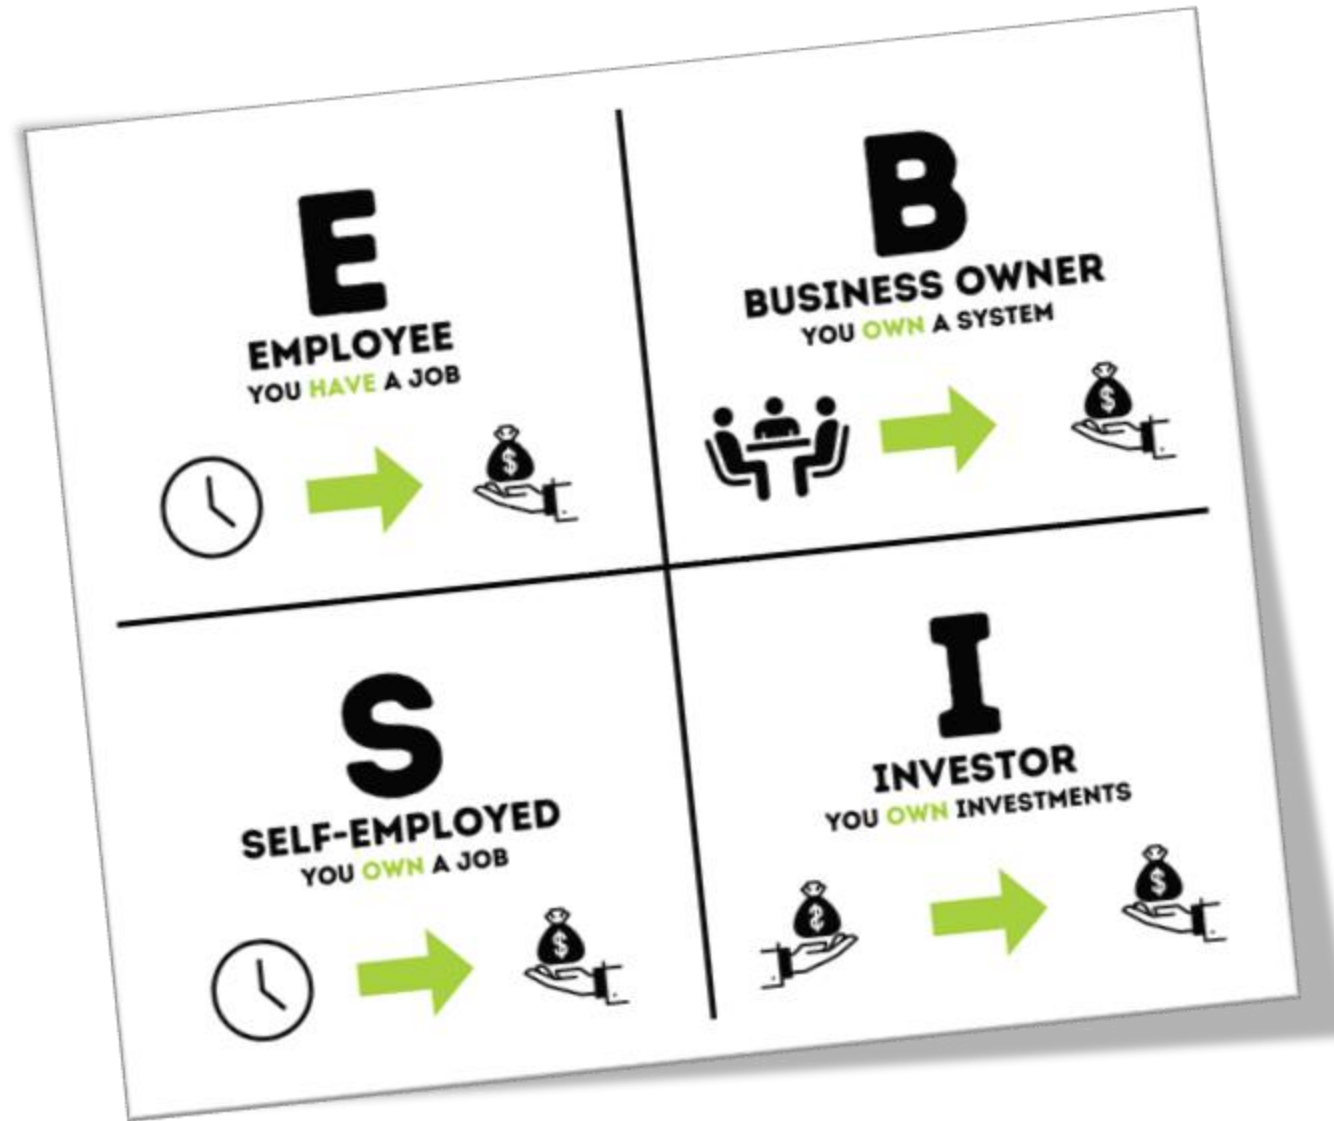 E
EMPLOYEE
YOU HAVE A JOB
$
B
BUSINESS OWNER
YOU OWN A SYSTEM
$
S
SELF-EMPLOYED
YOU OWN A JOB
$
I
INVESTOR
YOU OWN INVESTMENTS
$
$